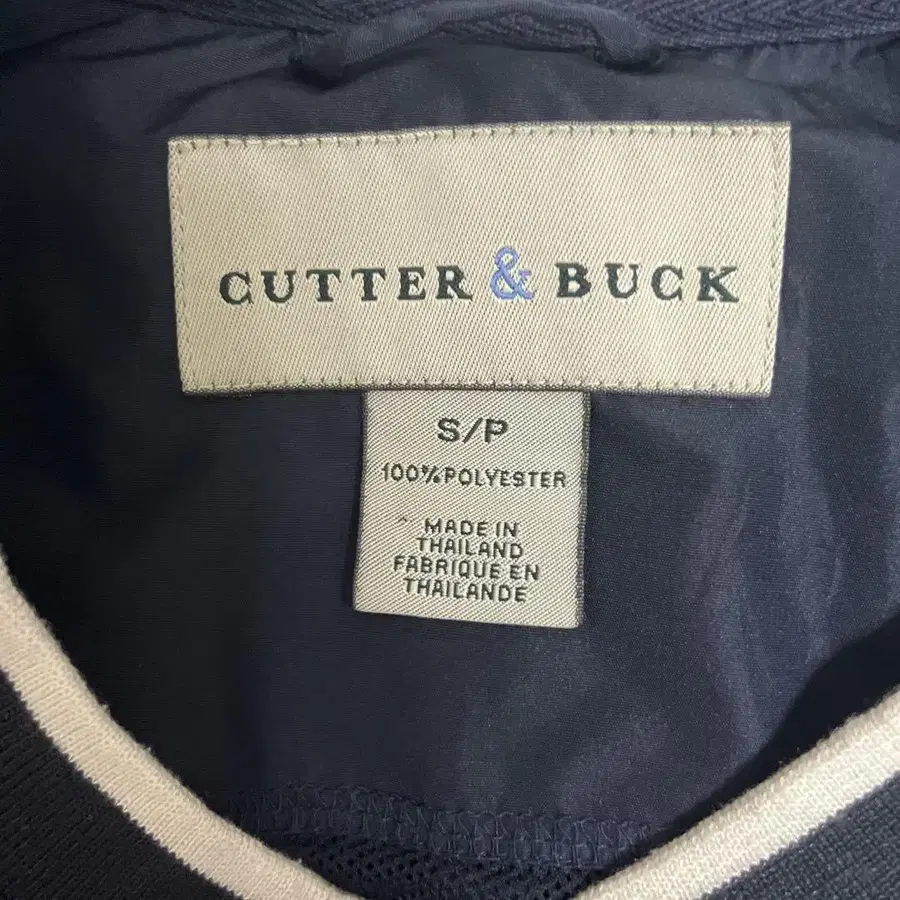 CUTTER & BUCK
S/P
100% POLYESTER
MADE IN
THAILAND
FABRIQUE EN
THAILANDE